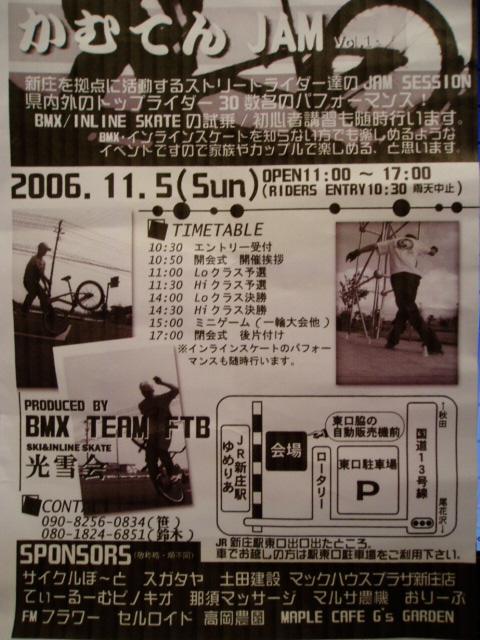 かむてん JAM Vol.1
新庄を拠点に活動するストリートライダー達の JAM SESSION
県内外のトップライダー 30 数名のパフォーマンス！
BMX/INLINE SKATE の試乗/初心者講習も随時行います。
BMX・インラインスケートを知らない方でも楽しめるような
イベントですので家族やカップルで楽しめる、と思います。
2006.11.5(Sun) OPEN11:00 ～ 17:00
(RIDERS ENTRY10:30 雨天中止)
TIMETABLE
10:30 エントリー受付
10:50 開会式 開催挨拶
11:00 Loクラス予選
11:30 Hiクラス予選
14:00 Loクラス決勝
14:30 Hiクラス決勝
15:00 ミニゲーム(一輪大会他)
17:00 閉会式 後片付け
※インラインスケートのパフォー
マンスも随時行います。
PRODUCED BY
BMX TEAM FTB
SKI&INLINE SKATE
光雪会
CONTACT
090-8256-0834(笹)
080-1824-6851(鈴木)
JR新庄駅
ゆめりあ
会場
ロータリー
東口脇の
自動販売機前
東口駐車場
P
国道13号線
↑秋田
尾花沢↓
JR 新庄駅東口出口出たところ。
車でお越しの方は駅東口駐車場をご利用下さい。
SPONSORS (敬称略・順不同)
サイクルぽ～と スガタヤ 土田建設 マックハウスプラザ新庄店
てぃーるーむピノキオ 那須マッサージ マルサ農機 おりーぶ
FMフラワー セルロイド 高岡農園 MAPLE CAFE G's GARDEN